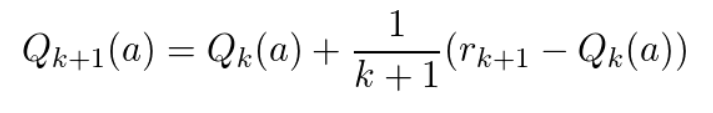 Q_{k+1}(a) = Q_k(a) + \frac{1}{k+1}(r_{k+1} - Q_k(a))